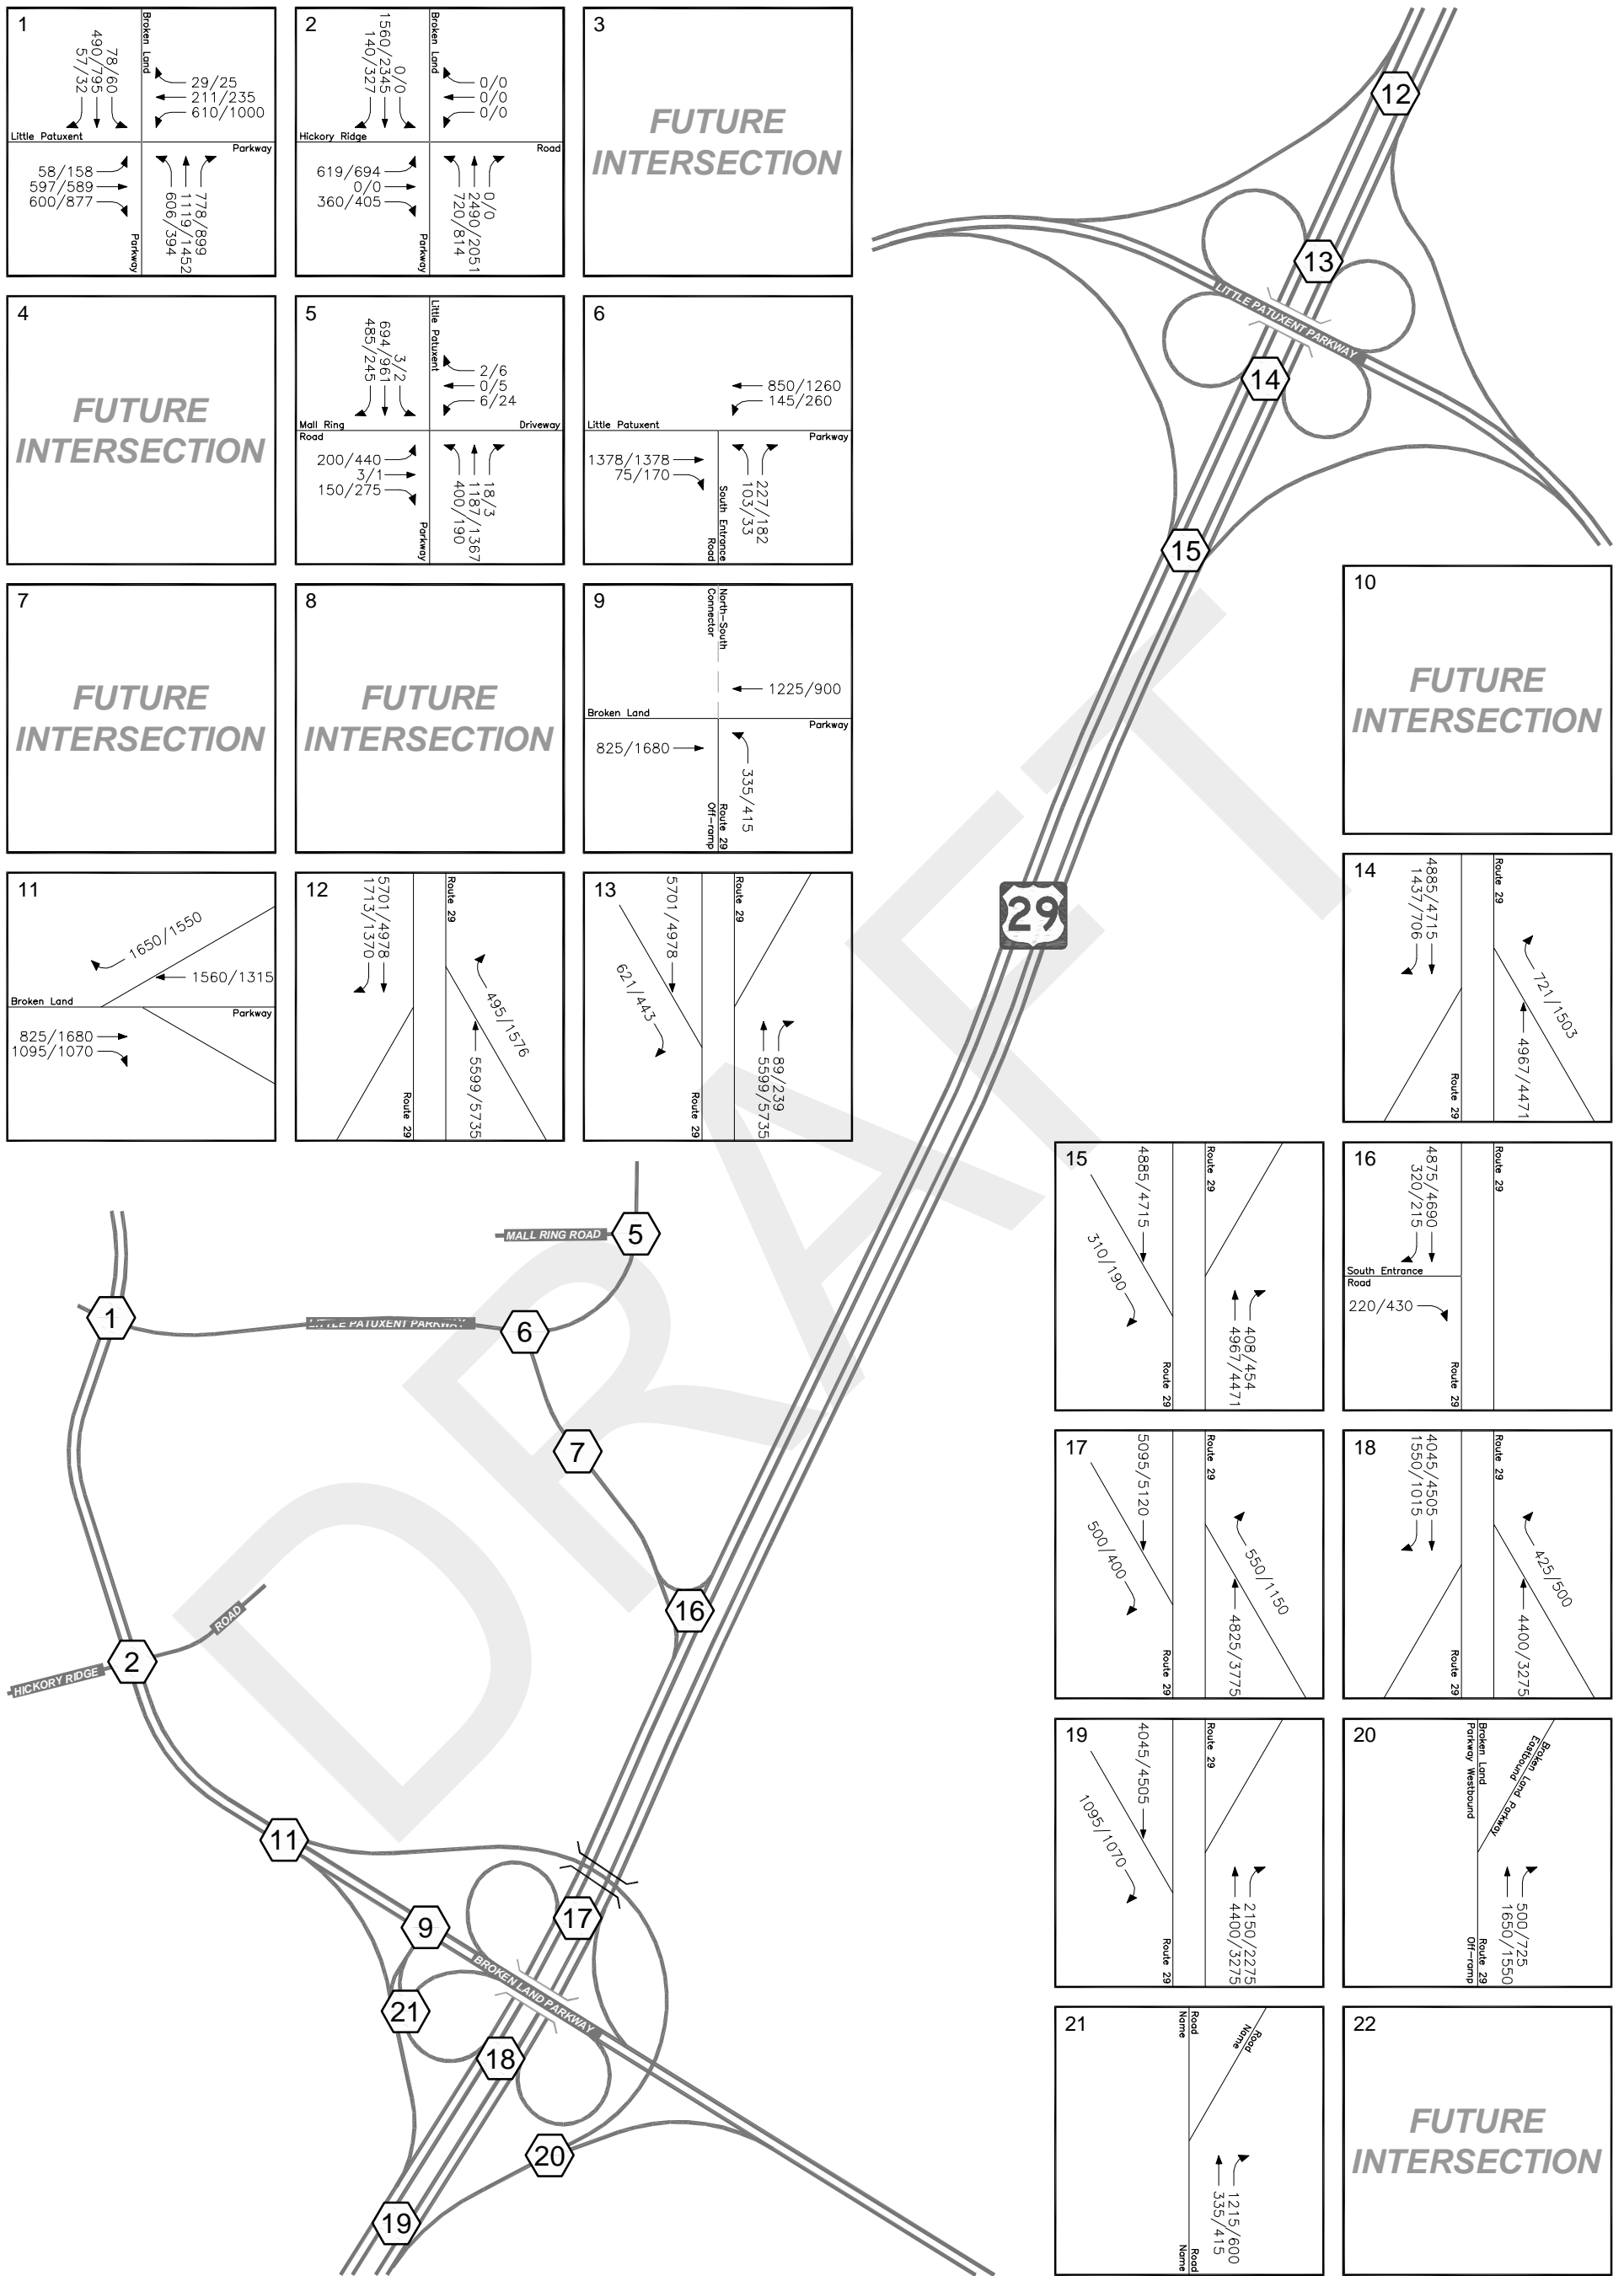 1
Broken Land
78/60
490/795
57/32
29/25
211/235
610/1000
Little Patuxent
Parkway
58/158
597/589
600/877
778/899
1119/1452
606/394
Parkway
2
Broken Land
0/0
1560/2345
140/327
0/0
0/0
0/0
Hickory Ridge
Road
619/694
0/0
360/405
0/0
2490/2051
720/814
Parkway
3
FUTURE
INTERSECTION
4
FUTURE
INTERSECTION
5
Little Patuxent
3/2
694/961
485/245
2/6
0/5
6/24
Mall Ring
Road
Driveway
200/440
3/1
150/275
18/3
1187/1367
400/190
Parkway
6
850/1260
145/260
Little Patuxent
Parkway
1378/1378
75/170
227/182
103/33
South Entrance
Road
7
FUTURE
INTERSECTION
8
FUTURE
INTERSECTION
9
North-South
Connector
1225/900
Broken Land
Parkway
825/1680
335/415
Route 29
Off-ramp
10
FUTURE
INTERSECTION
11
1650/1550
1560/1315
Broken Land
Parkway
825/1680
1095/1070
12
5701/4978
1713/1370
Route 29
495/1576
5599/5735
Route 29
13
5701/4978
621/443
Route 29
89/239
5599/5735
Route 29
14
4885/4715
1437/706
Route 29
721/1503
4967/4471
Route 29
15
4885/4715
310/190
Route 29
408/454
4967/4471
Route 29
16
4875/4690
320/215
Route 29
South Entrance
Road
220/430
Route 29
17
5095/5120
500/400
Route 29
550/1150
4825/3775
Route 29
18
4045/4505
1550/1015
Route 29
425/500
4400/3275
Route 29
19
4045/4505
1095/1070
Route 29
2150/2275
4400/3275
Route 29
20
Broken Land
Parkway Westbound
Broken Land Parkway
Eastbound
500/725
1650/1550
Route 29
Off-ramp
21
Road
Name
Road
Name
1215/600
335/415
Road
Name
22
FUTURE
INTERSECTION
12
13
LITTLE PATUXENT PARKWAY
14
15
29
DRAFT
MALL RING ROAD
5
1
LITTLE PATUXENT PARKWAY
6
7
16
ROAD
2
HICKORY RIDGE
11
9
17
BROKEN LAND PARKWAY
21
18
20
19